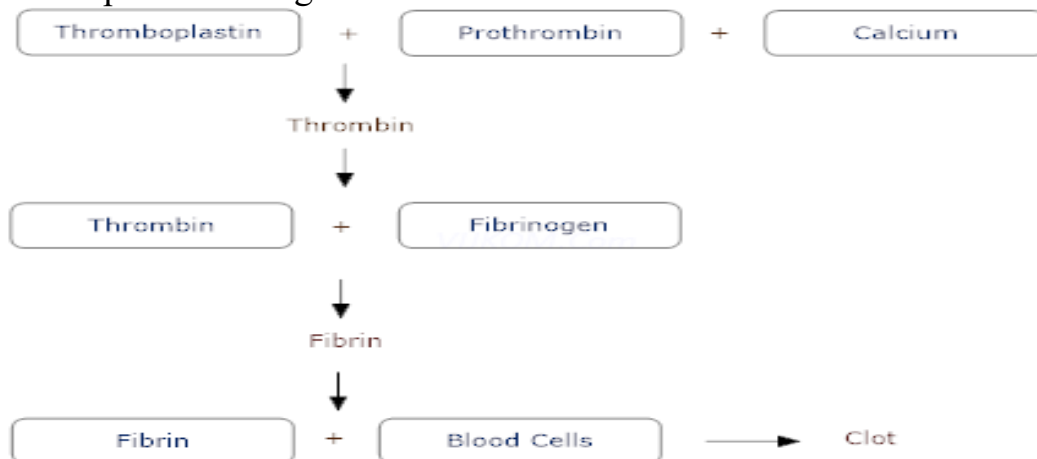 Thromboplastin + Prothrombin + Calcium
Thrombin
Thrombin + Fibrinogen
Fibrin
Fibrin + Blood Cells Clot